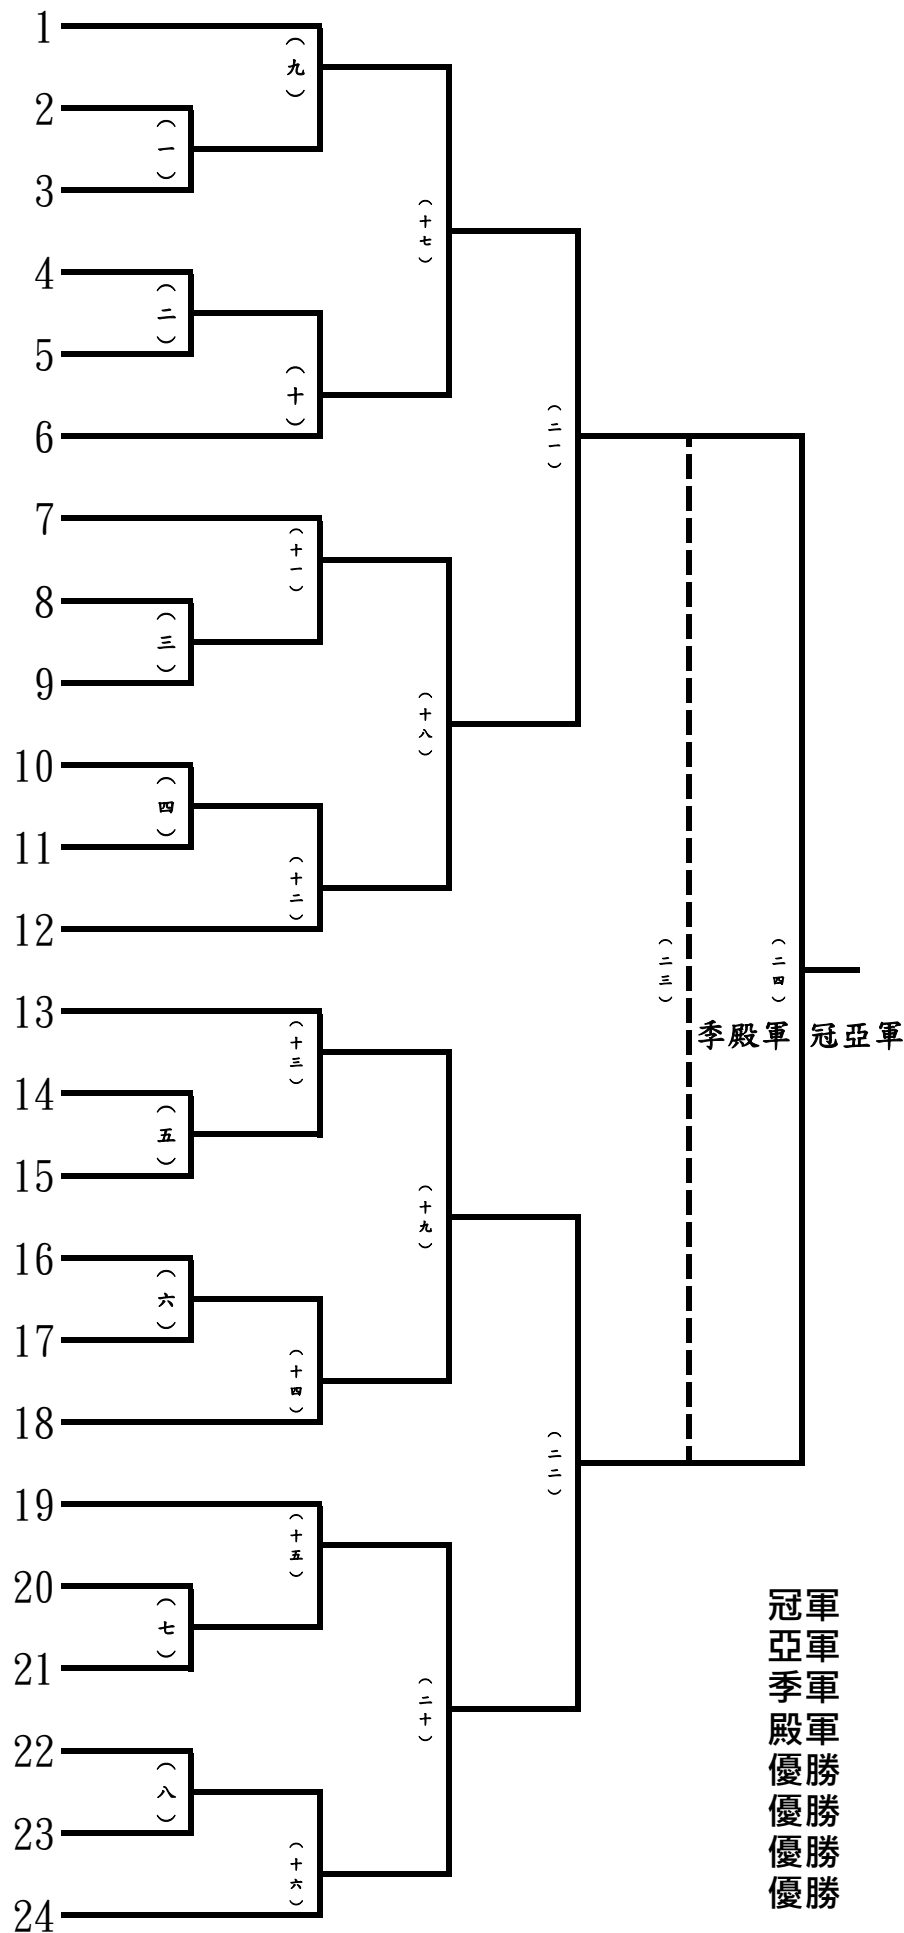 1
（九）
2
（一）
3
（十七）
4
（二）
5
（十）
6
（二一）
7
（十一）
8
（三）
9
（十八）
10
（四）
11
（十二）
12
（二三）
（二四）
季殿軍
冠亞軍
13
（十三）
14
（五）
15
（十九）
16
（六）
17
（十四）
18
（二二）
19
（十五）
20
（七）
21
（二十）
22
（八）
23
（十六）
24
冠軍
亞軍
季軍
殿軍
優勝
優勝
優勝
優勝